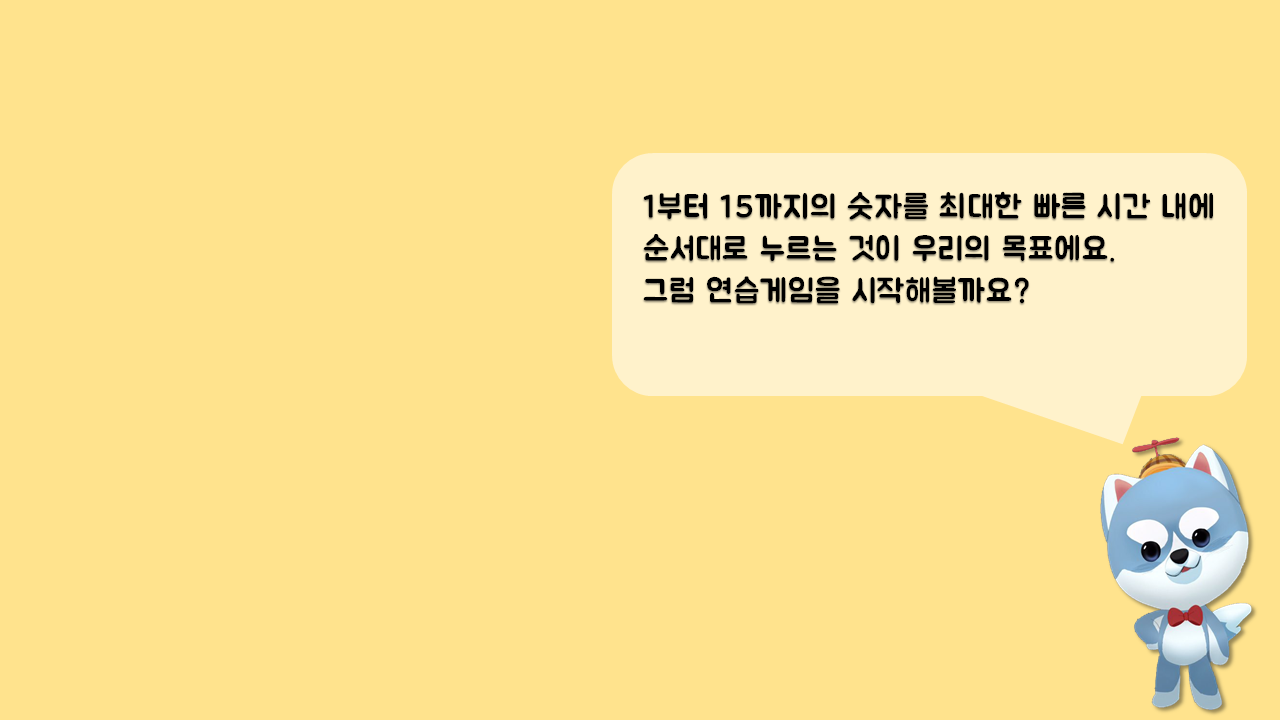 1부터 15까지의 숫자를 최대한 빠른 시간 내에
순서대로 누르는 것이 우리의 목표에요.
그럼 연습게임을 시작해볼까요?